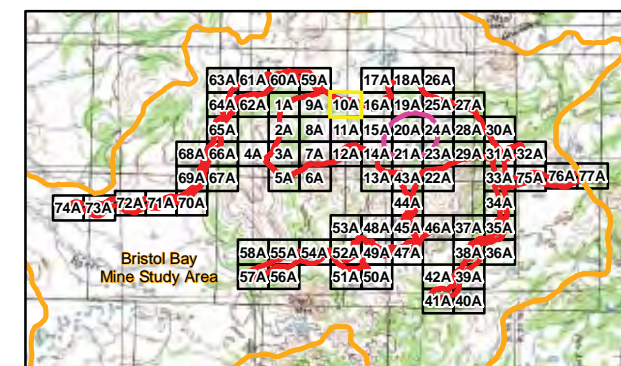 63A 61A 60A 59A 17A 18A 26A
64A 62A 1A 9A 10A 16A 19A 25A 27A
65A 2A 8A 11A 15A 20A 24A 28A 30A
68A 66A 4A 3A 7A 12A 14A 21A 23A 29A 31A 32A
69A 67A 5A 6A 13A 43A 22A 33A 75A 76A 77A
74A 73A 72A 71A 70A 44A 34A
53A 48A 45A 46A 37A 35A
58A 55A 54A 52A 49A 47A 38A 36A
57A 56A 51A 50A 42A 39A
41A 40A
Bristol Bay
Mine Study Area